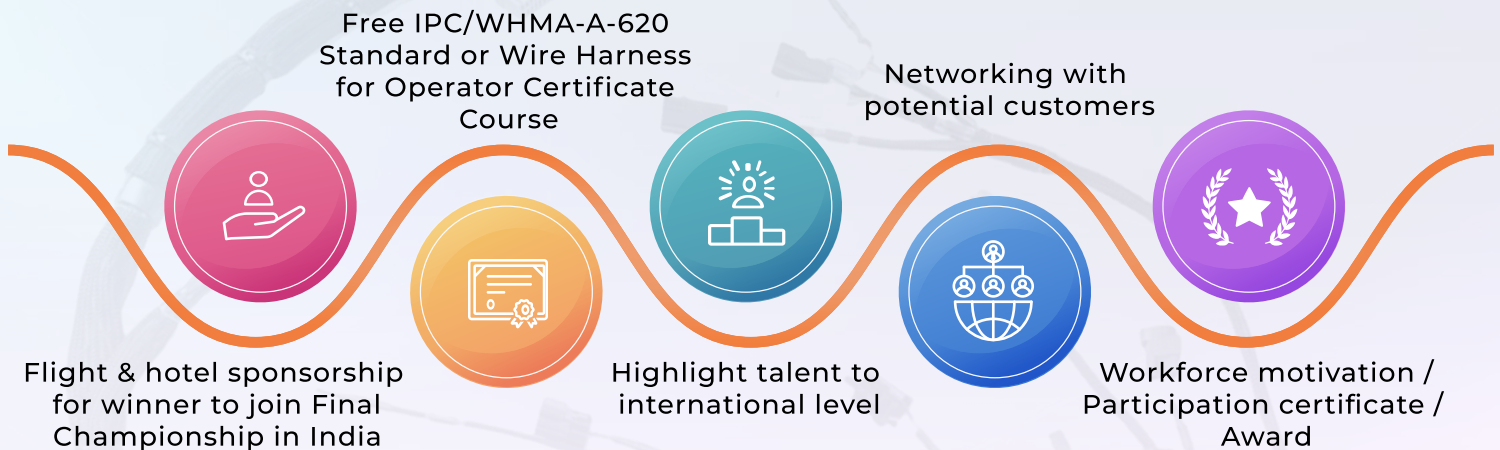 Free IPC/WHMA-A-620
Standard or Wire Harness
for Operator Certificate
Course
Networking with
potential customers
Flight & hotel sponsorship
for winner to join Final
Championship in India
Highlight talent to
international level
Workforce motivation /
Participation certificate /
Award